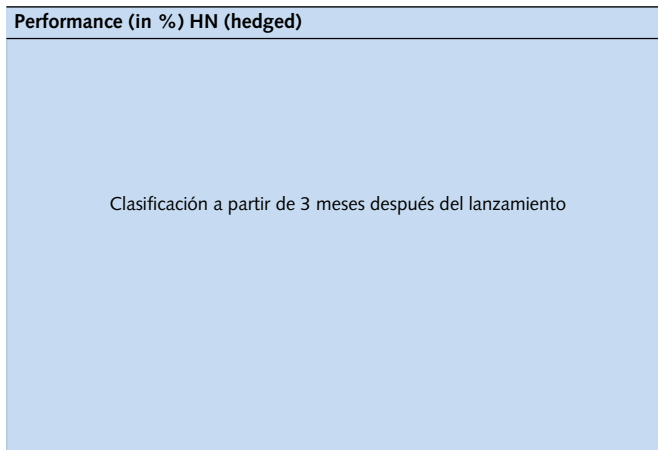 Performance (in %) HN (hedged)
Clasificación a partir de 3 meses después del lanzamiento